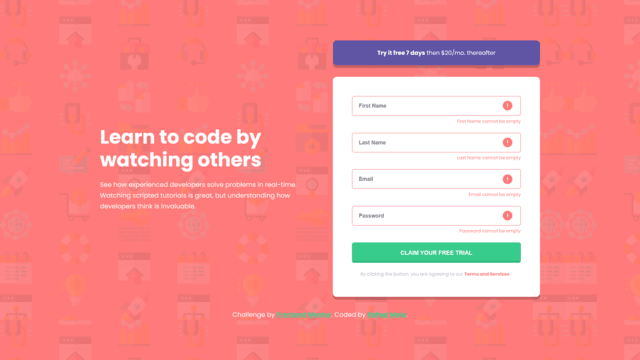 Learn to code by
watching others
See how experienced developers solve problems in real-time.
Watching scripted tutorials is great, but understanding how
developers think is invaluable.
Try it free 7 days then $20/mo. thereafter
First Name
!
First Name cannot be empty
Last Name
!
Last Name cannot be empty
Email
!
Email cannot be empty
Password
!
Password cannot be empty
CLAIM YOUR FREE TRIAL
By clicking the button, you are agreeing to our Terms and Services
Challenge by Coded by